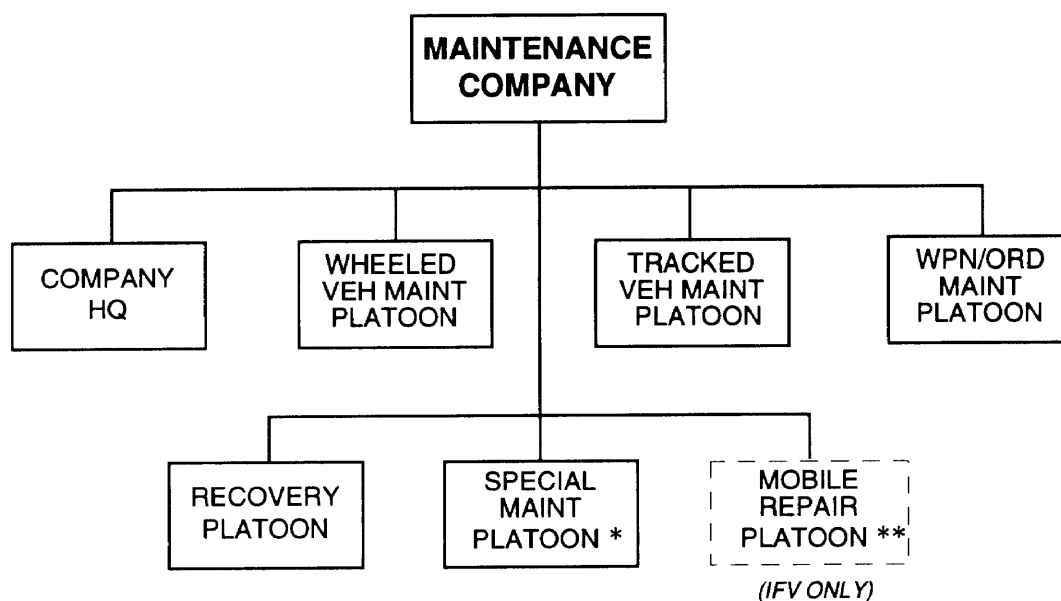 MAINTENANCE
COMPANY
COMPANY
HQ
WHEELED
VEH MAINT
PLATOON
TRACKED
VEH MAINT
PLATOON
WPN/ORD
MAINT
PLATOON
RECOVERY
PLATOON
SPECIAL
MAINT
PLATOON *
MOBILE
REPAIR
PLATOON **
(IFV ONLY)